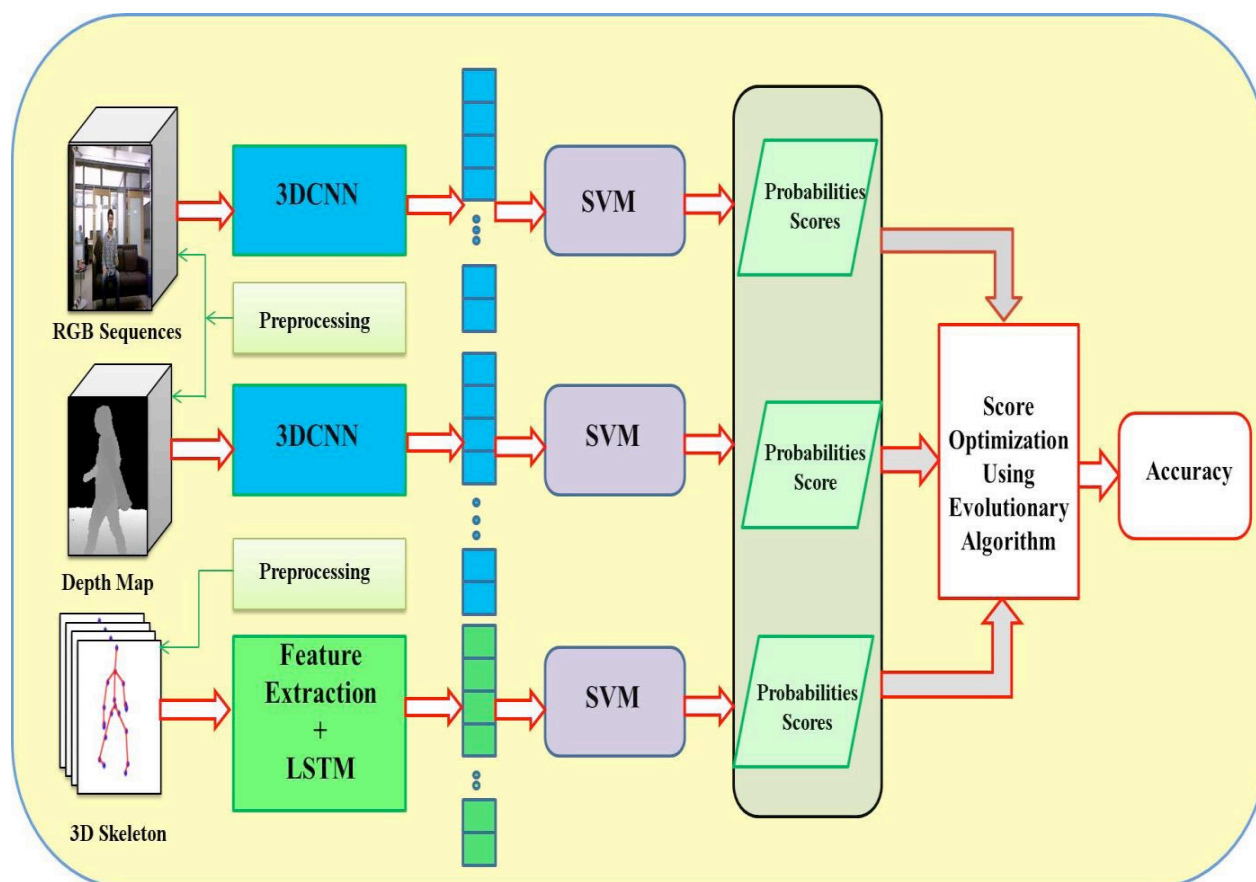 3DCNN
SVM
Probabilities
Scores
RGB Sequences
Preprocessing
3DCNN
SVM
Probabilities
Score
Score
Optimization
Using
Evolutionary
Algorithm
Accuracy
Depth Map
Preprocessing
Feature
Extraction
+
LSTM
SVM
Probabilities
Scores
3D Skeleton